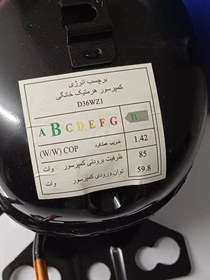 برچسب انرژی
کمپرسور هرمتیک خانگی
D36WZ1
A B C D E F G B
(W/W) COP ضریب عملکرد 1.42
وات ظرفیت برودتی کمپرسور 85
وات توان ورودی کمپرسور 59.8